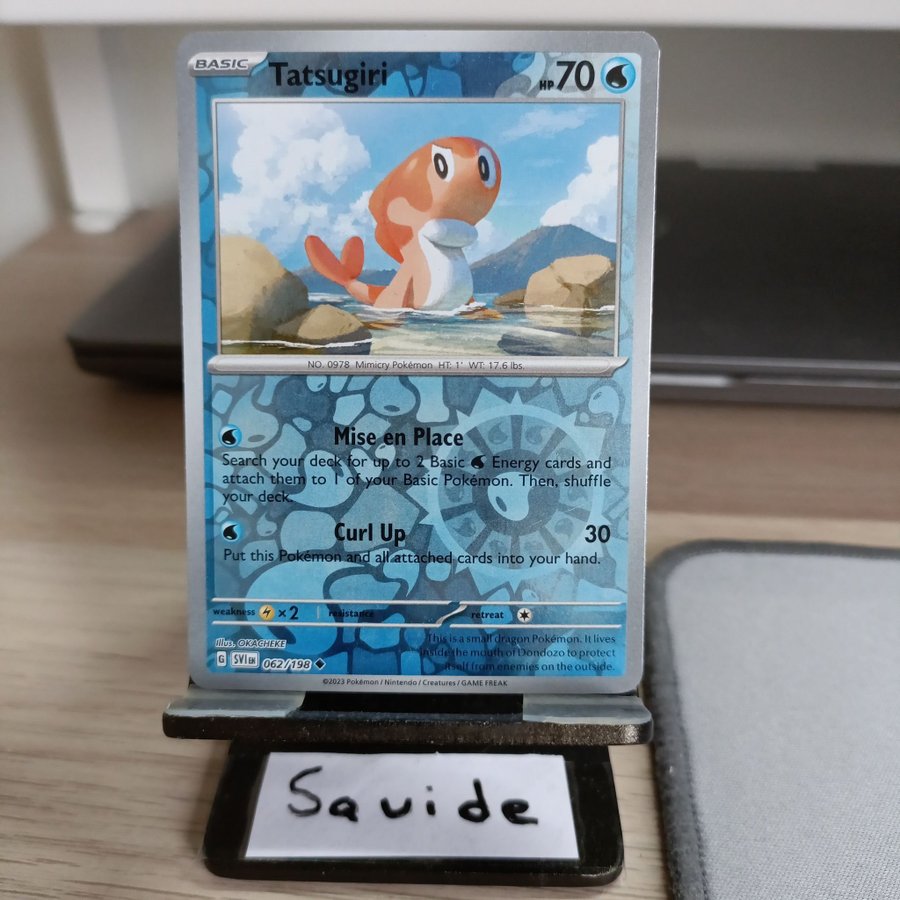 BASIC Tatsugiri HP 70
NO. 0978 Mimicry Pokémon HT: 1' WT: 17.6 lbs.
Mise en Place
Search your deck for up to 2 Basic Energy cards and
attach them to 1 of your Basic Pokémon. Then, shuffle
your deck.
Curl Up 30
Put this Pokémon and all attached cards into your hand.
weakness ×2 resistance retreat
Illus. OKACHEKE
This is a small dragon Pokémon. It lives
inside the mouth of Dondozo to protect
itself from enemies on the outside.
G SVI EN 062/198
©2023 Pokémon / Nintendo / Creatures / GAME FREAK
Savide